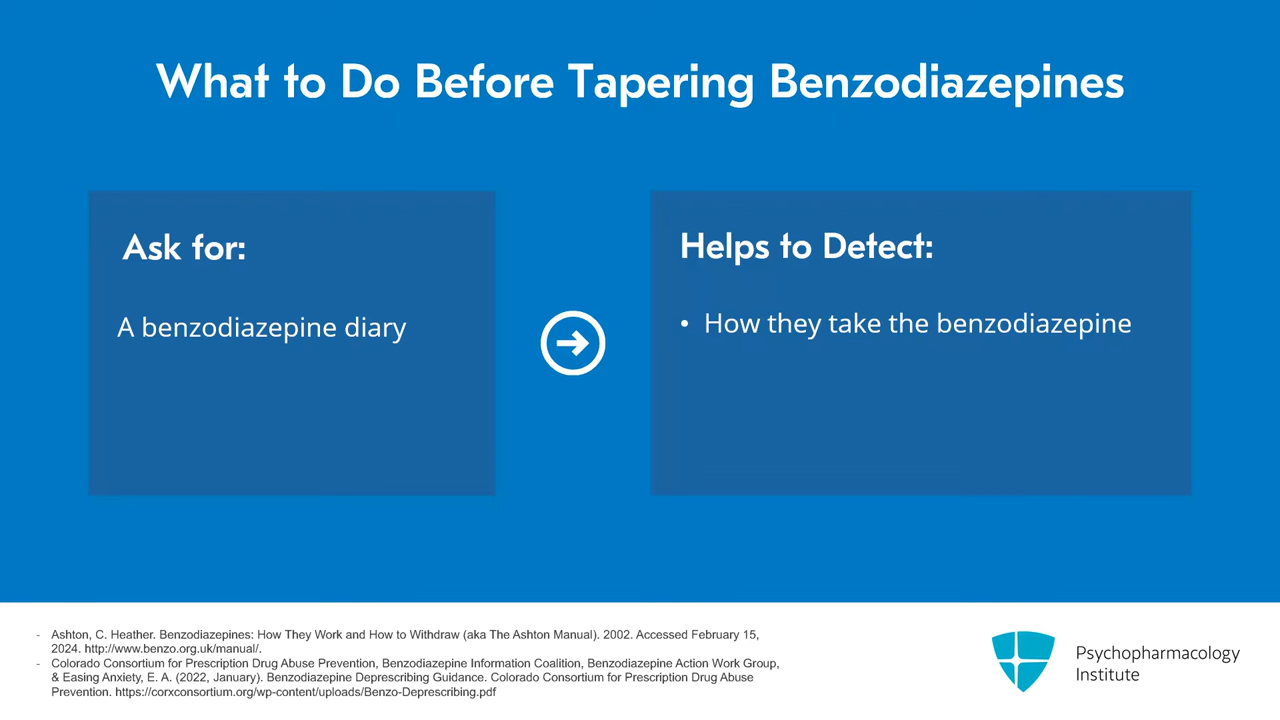 What to Do Before Tapering Benzodiazepines
Ask for:
A benzodiazepine diary
Helps to Detect:
• How they take the benzodiazepine
- Ashton, C. Heather. Benzodiazepines: How They Work and How to Withdraw (aka The Ashton Manual). 2002. Accessed February 15,
2024. http://www.benzo.org.uk/manual/.
- Colorado Consortium for Prescription Drug Abuse Prevention, Benzodiazepine Information Coalition, Benzodiazepine Action Work Group,
& Easing Anxiety, E. A. (2022, January). Benzodiazepine Deprescribing Guidance. Colorado Consortium for Prescription Drug Abuse
Prevention. https://corxconsortium.org/wp-content/uploads/Benzo-Deprescribing.pdf
Psychopharmacology
Institute